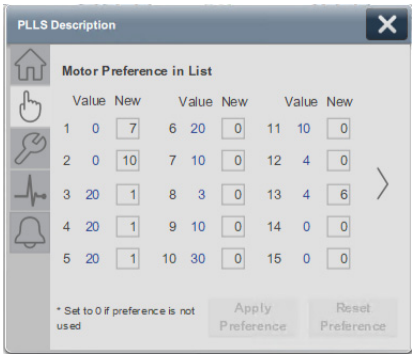 PLLS Description
Motor Preference in List
Value New Value New Value New
1 0 7 6 20 0 11 10 0
2 0 10 7 10 0 12 4 0
3 20 1 8 3 0 13 4 6
4 20 1 9 10 0 14 0 0
5 20 1 10 30 0 15 0 0
* Set to 0 if preference is not
used
Apply
Preference
Reset
Preference